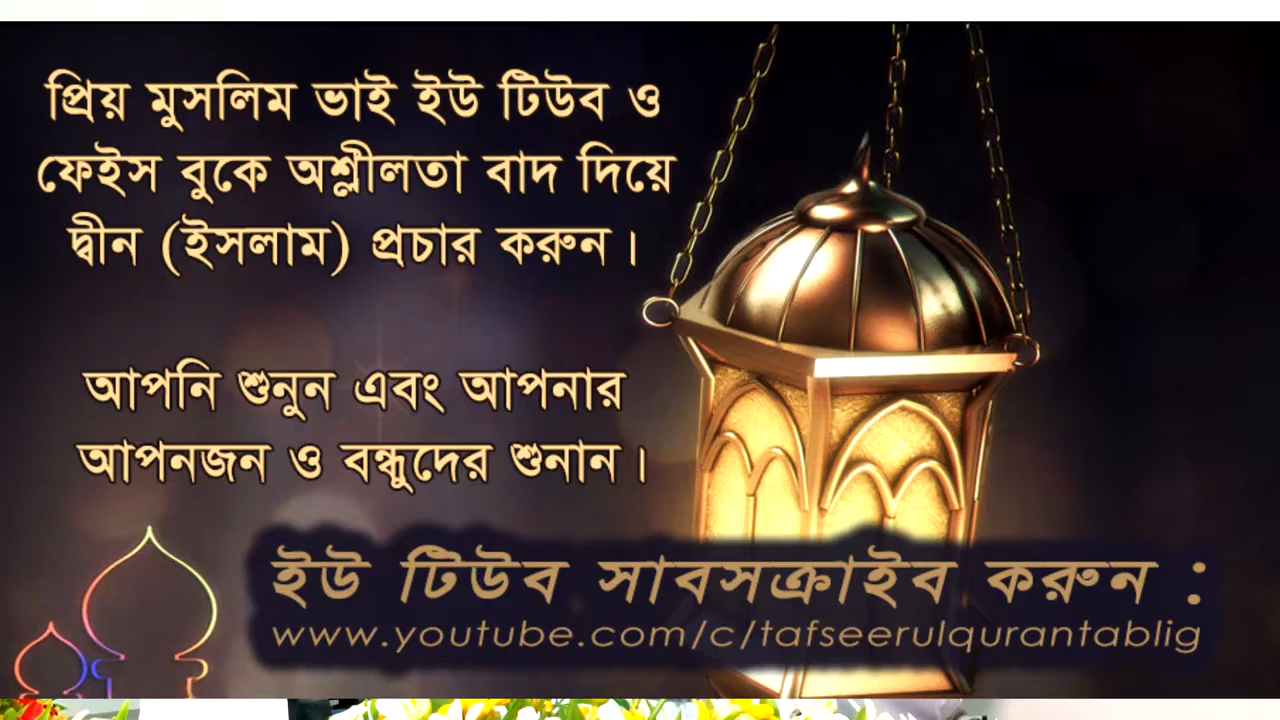 প্রিয় মুসলিম ভাই ইউ টিউব ও
ফেইস বুকে অশ্লীলতা বাদ দিয়ে
দ্বীন (ইসলাম) প্রচার করুন।
আপনি শুনুন এবং আপনার
আপনজন ও বন্ধুদের শুনান।
ইউ টিউব সাবসক্রাইব করুন :
www.youtube.com/c/tafseerulqurantablig